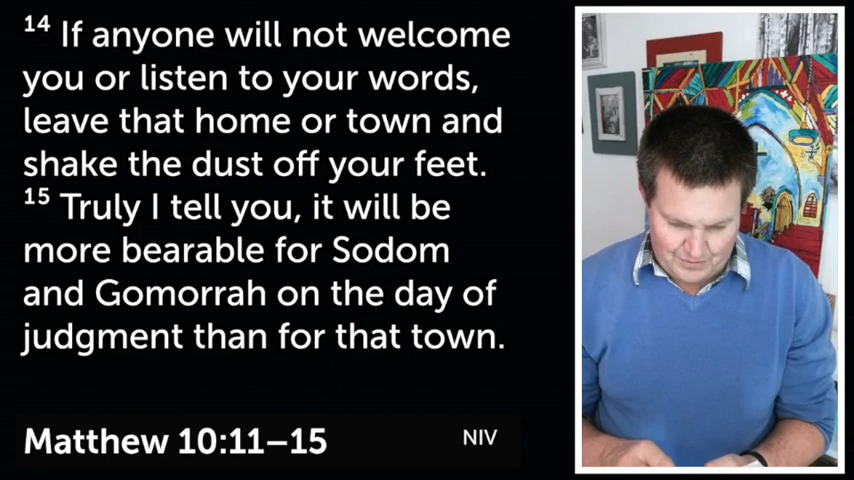 14 If anyone will not welcome
you or listen to your words,
leave that home or town and
shake the dust off your feet.
15 Truly I tell you, it will be
more bearable for Sodom
and Gomorrah on the day of
judgment than for that town.
Matthew 10:11–15 NIV